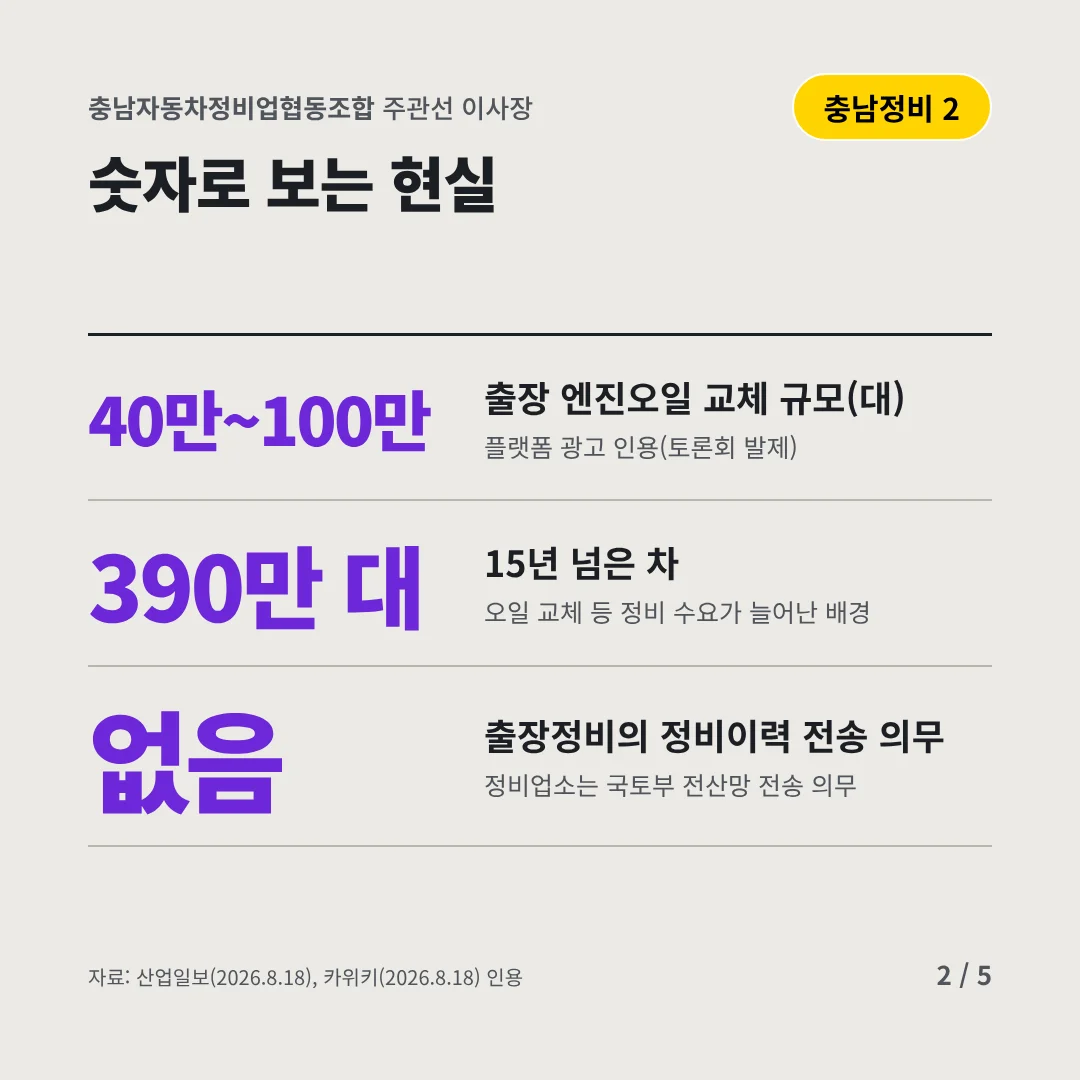 충남자동차정비업협동조합 주관선 이사장
충남정비 2
숫자로 보는 현실
40만~100만
출장 엔진오일 교체 규모(대)
플랫폼 광고 인용(토론회 발제)
390만 대
15년 넘은 차
오일 교체 등 정비 수요가 늘어난 배경
없음
출장정비의 정비이력 전송 의무
정비업소는 국토부 전산망 전송 의무
자료: 산업일보(2026.8.18), 카위키(2026.8.18) 인용
2 / 5